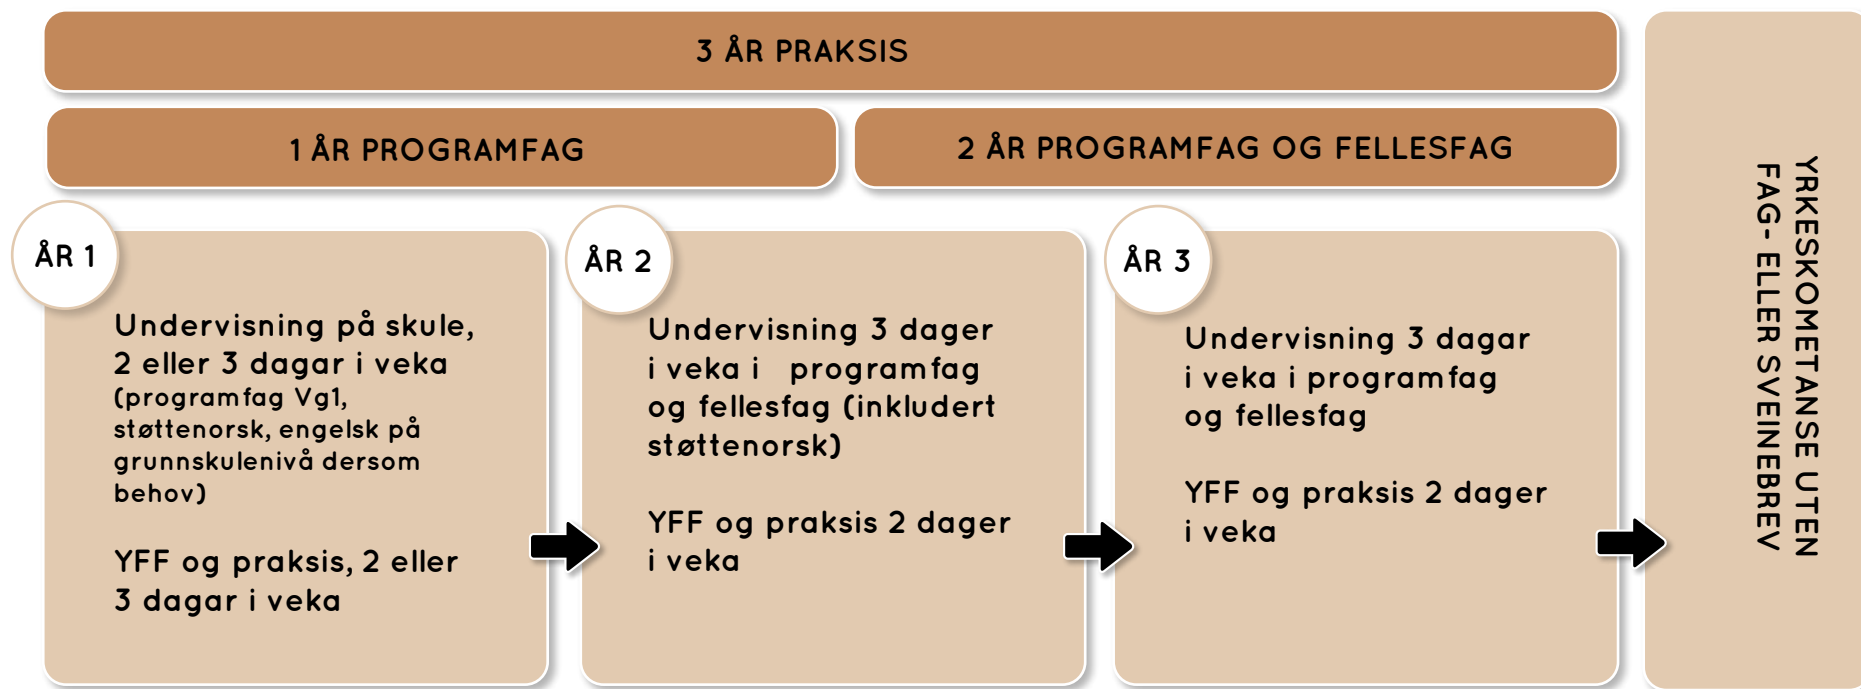 3 ÅR PRAKSIS
1 ÅR PROGRAMFAG
2 ÅR PROGRAMFAG OG FELLESFAG
ÅR 1
Undervisning på skule,
2 eller 3 dagar i veka
(programfag Vg1,
støttenorsk, engelsk på
grunnskulenivå dersom
behov)
YFF og praksis, 2 eller
3 dagar i veka
ÅR 2
Undervisning 3 dager
i veka i programfag
og fellesfag (inkludert
støttenorsk)
YFF og praksis 2 dager
i veka
ÅR 3
Undervisning 3 dagar
i veka i programfag
og fellesfag
YFF og praksis 2 dager
i veka
YRKESKOMETANSE UTEN
FAG- ELLER SVEINEBREV